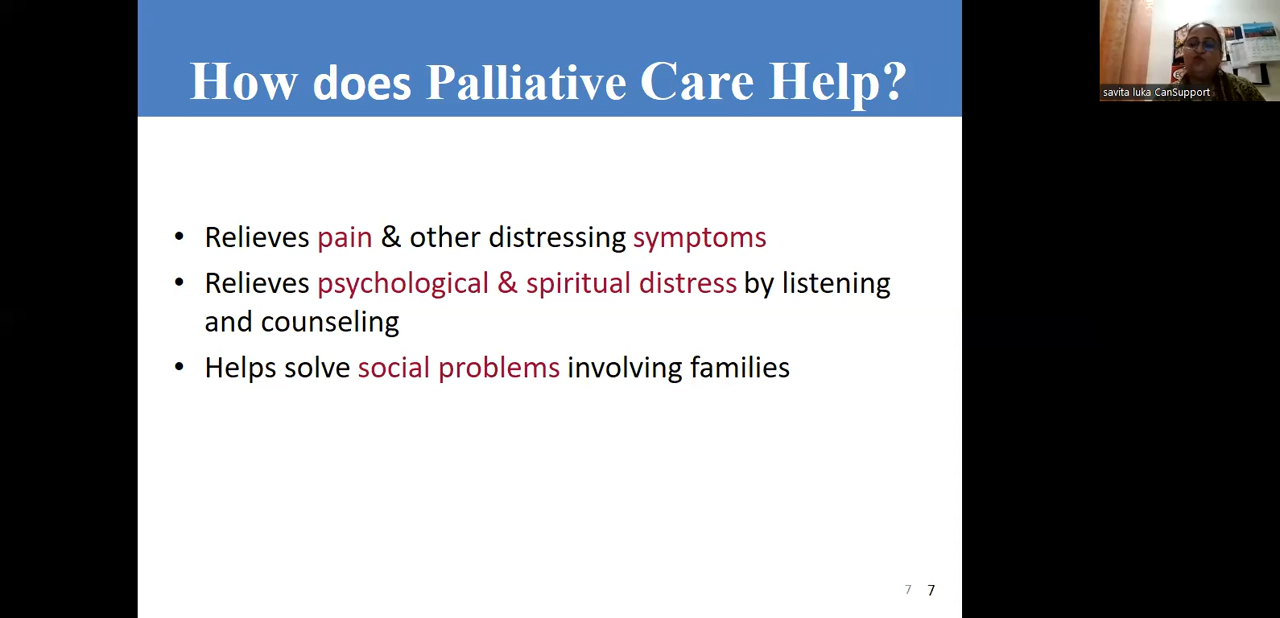 How does Palliative Care Help?
savita luka CanSupport
• Relieves pain & other distressing symptoms
• Relieves psychological & spiritual distress by listening
and counseling
• Helps solve social problems involving families
7 7